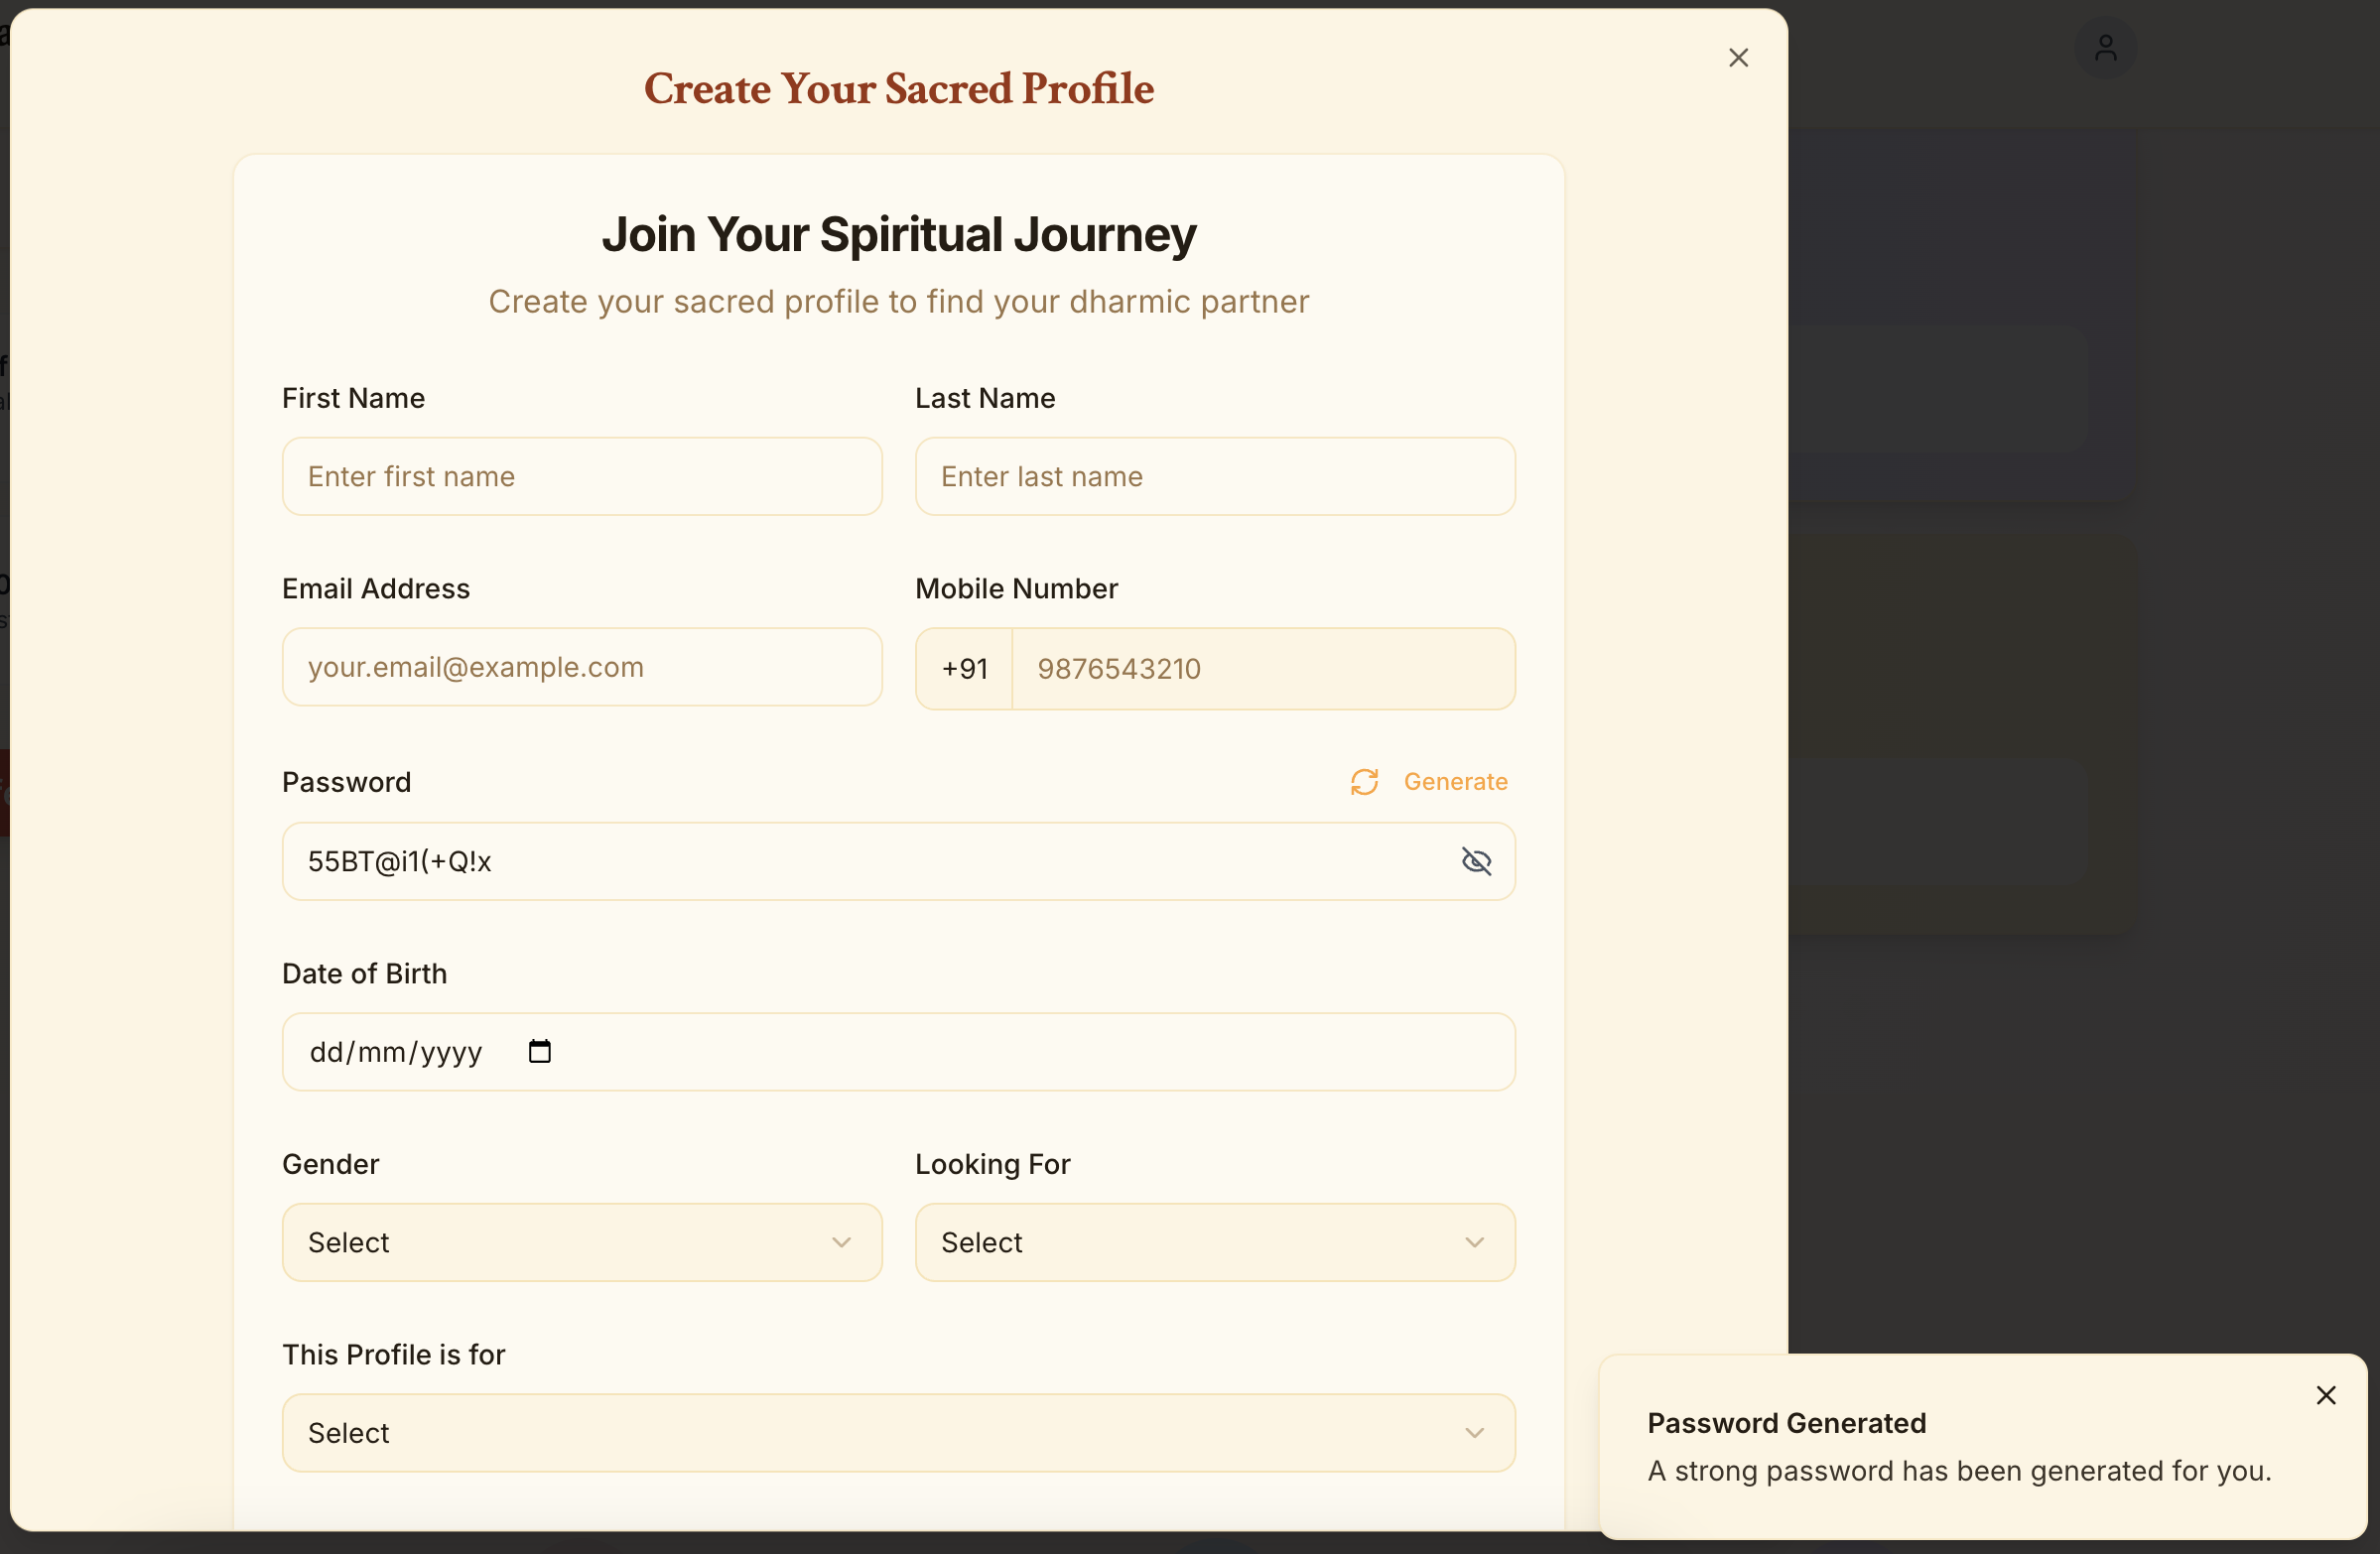 Create Your Sacred Profile
Join Your Spiritual Journey
Create your sacred profile to find your dharmic partner
First Name
Last Name
Enter first name
Enter last name
Email Address
Mobile Number
your.email@example.com
+91
9876543210
Password
Generate
55BT@i1(+Q!x
Date of Birth
dd/mm/yyyy
Gender
Looking For
Select
Select
This Profile is for
Select
Password Generated
A strong password has been generated for you.